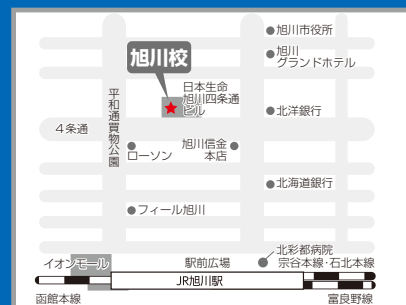 旭川市役所
旭川
グランドホテル
旭川校
日本生命
旭川四条通
ビル
北洋銀行
平和通買物公園
4条通
ローソン
旭川信金
本店
北海道銀行
フィール旭川
北彩都病院
イオンモール
駅前広場
宗谷本線・石北本線
JR旭川駅
函館本線
富良野線